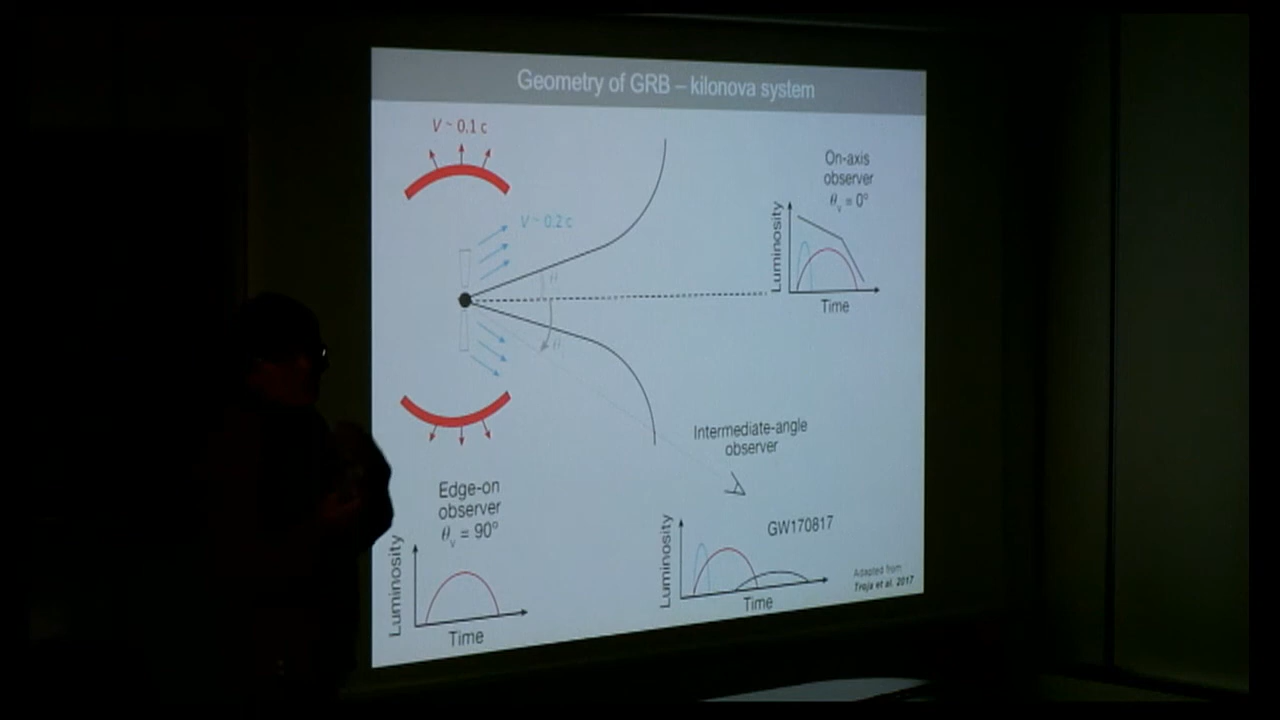 Geometry of GRB – kilonova system
V ~ 0.1 c
V ~ 0.2 c
On-axis
observer
θv = 0°
Luminosity
Time
Intermediate-angle
observer
Edge-on
observer
θv = 90°
Luminosity
Time
GW170817
Luminosity
Time
Adapted from
Troja et al. 2017